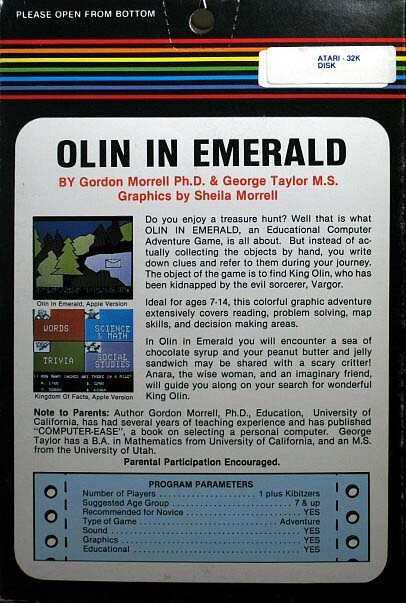 PLEASE OPEN FROM BOTTOM
ATARI - 32K
DISK
OLIN IN EMERALD
BY Gordon Morrell Ph.D. & George Taylor M.S.
Graphics by Sheila Morrell
Do you enjoy a treasure hunt? Well that is what
OLIN IN EMERALD, an Educational Computer
Adventure Game, is all about. But instead of ac-
tually collecting the objects by hand, you write
down clues and refer to them during your journey.
The object of the game is to find King Olin, who has
been kidnapped by the evil sorcerer, Vargor.
Olin in Emerald, Apple Version
Ideal for ages 7-14, this colorful graphic adventure
extensively covers reading, problem solving, map
skills, and decision making areas.
WORDS
SCIENCE
& MATH
TRIVIA
SOCIAL
STUDIES
Kingdom Of Facts, Apple Version
In Olin in Emerald you will encounter a sea of
chocolate syrup and your peanut butter and jelly
sandwich may be shared with a scary critter!
Anara, the wise woman, and an imaginary friend,
will guide you along on your search for wonderful
King Olin.
Note to Parents: Author Gordon Morrell, Ph.D., Education, University of
California, has had several years of teaching experience and has published
"COMPUTER-EASE", a book on selecting a personal computer. George
Taylor has a B.A. in Mathematics from University of California, and an M.S.
from the University of Utah.
Parental Participation Encouraged.
PROGRAM PARAMETERS
Number of Players . . . . . . . . . . . . . . . . . . . . 1 plus Kibitzers
Suggested Age Group . . . . . . . . . . . . . . . . . . . . 7 & up
Recommended for Novice . . . . . . . . . . . . . . . . . . . . YES
Type of Game . . . . . . . . . . . . . . . . . . . . Adventure
Sound . . . . . . . . . . . . . . . . . . . . YES
Graphics . . . . . . . . . . . . . . . . . . . . YES
Educational . . . . . . . . . . . . . . . . . . . . YES